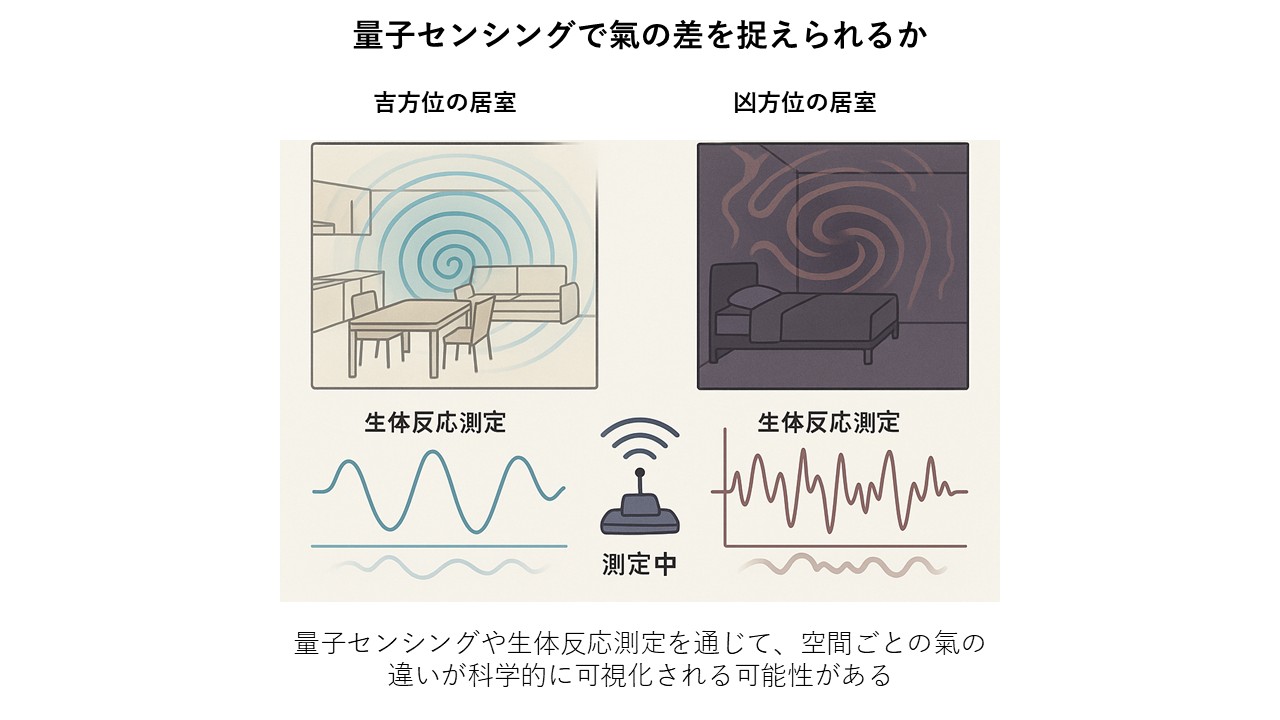 量子センシングで氣の差を捉えられるか
吉方位の居室
凶方位の居室
生体反応測定
生体反応測定
測定中
量子センシングや生体反応測定を通じて、空間ごとの氣の
違いが科学的に可視化される可能性がある